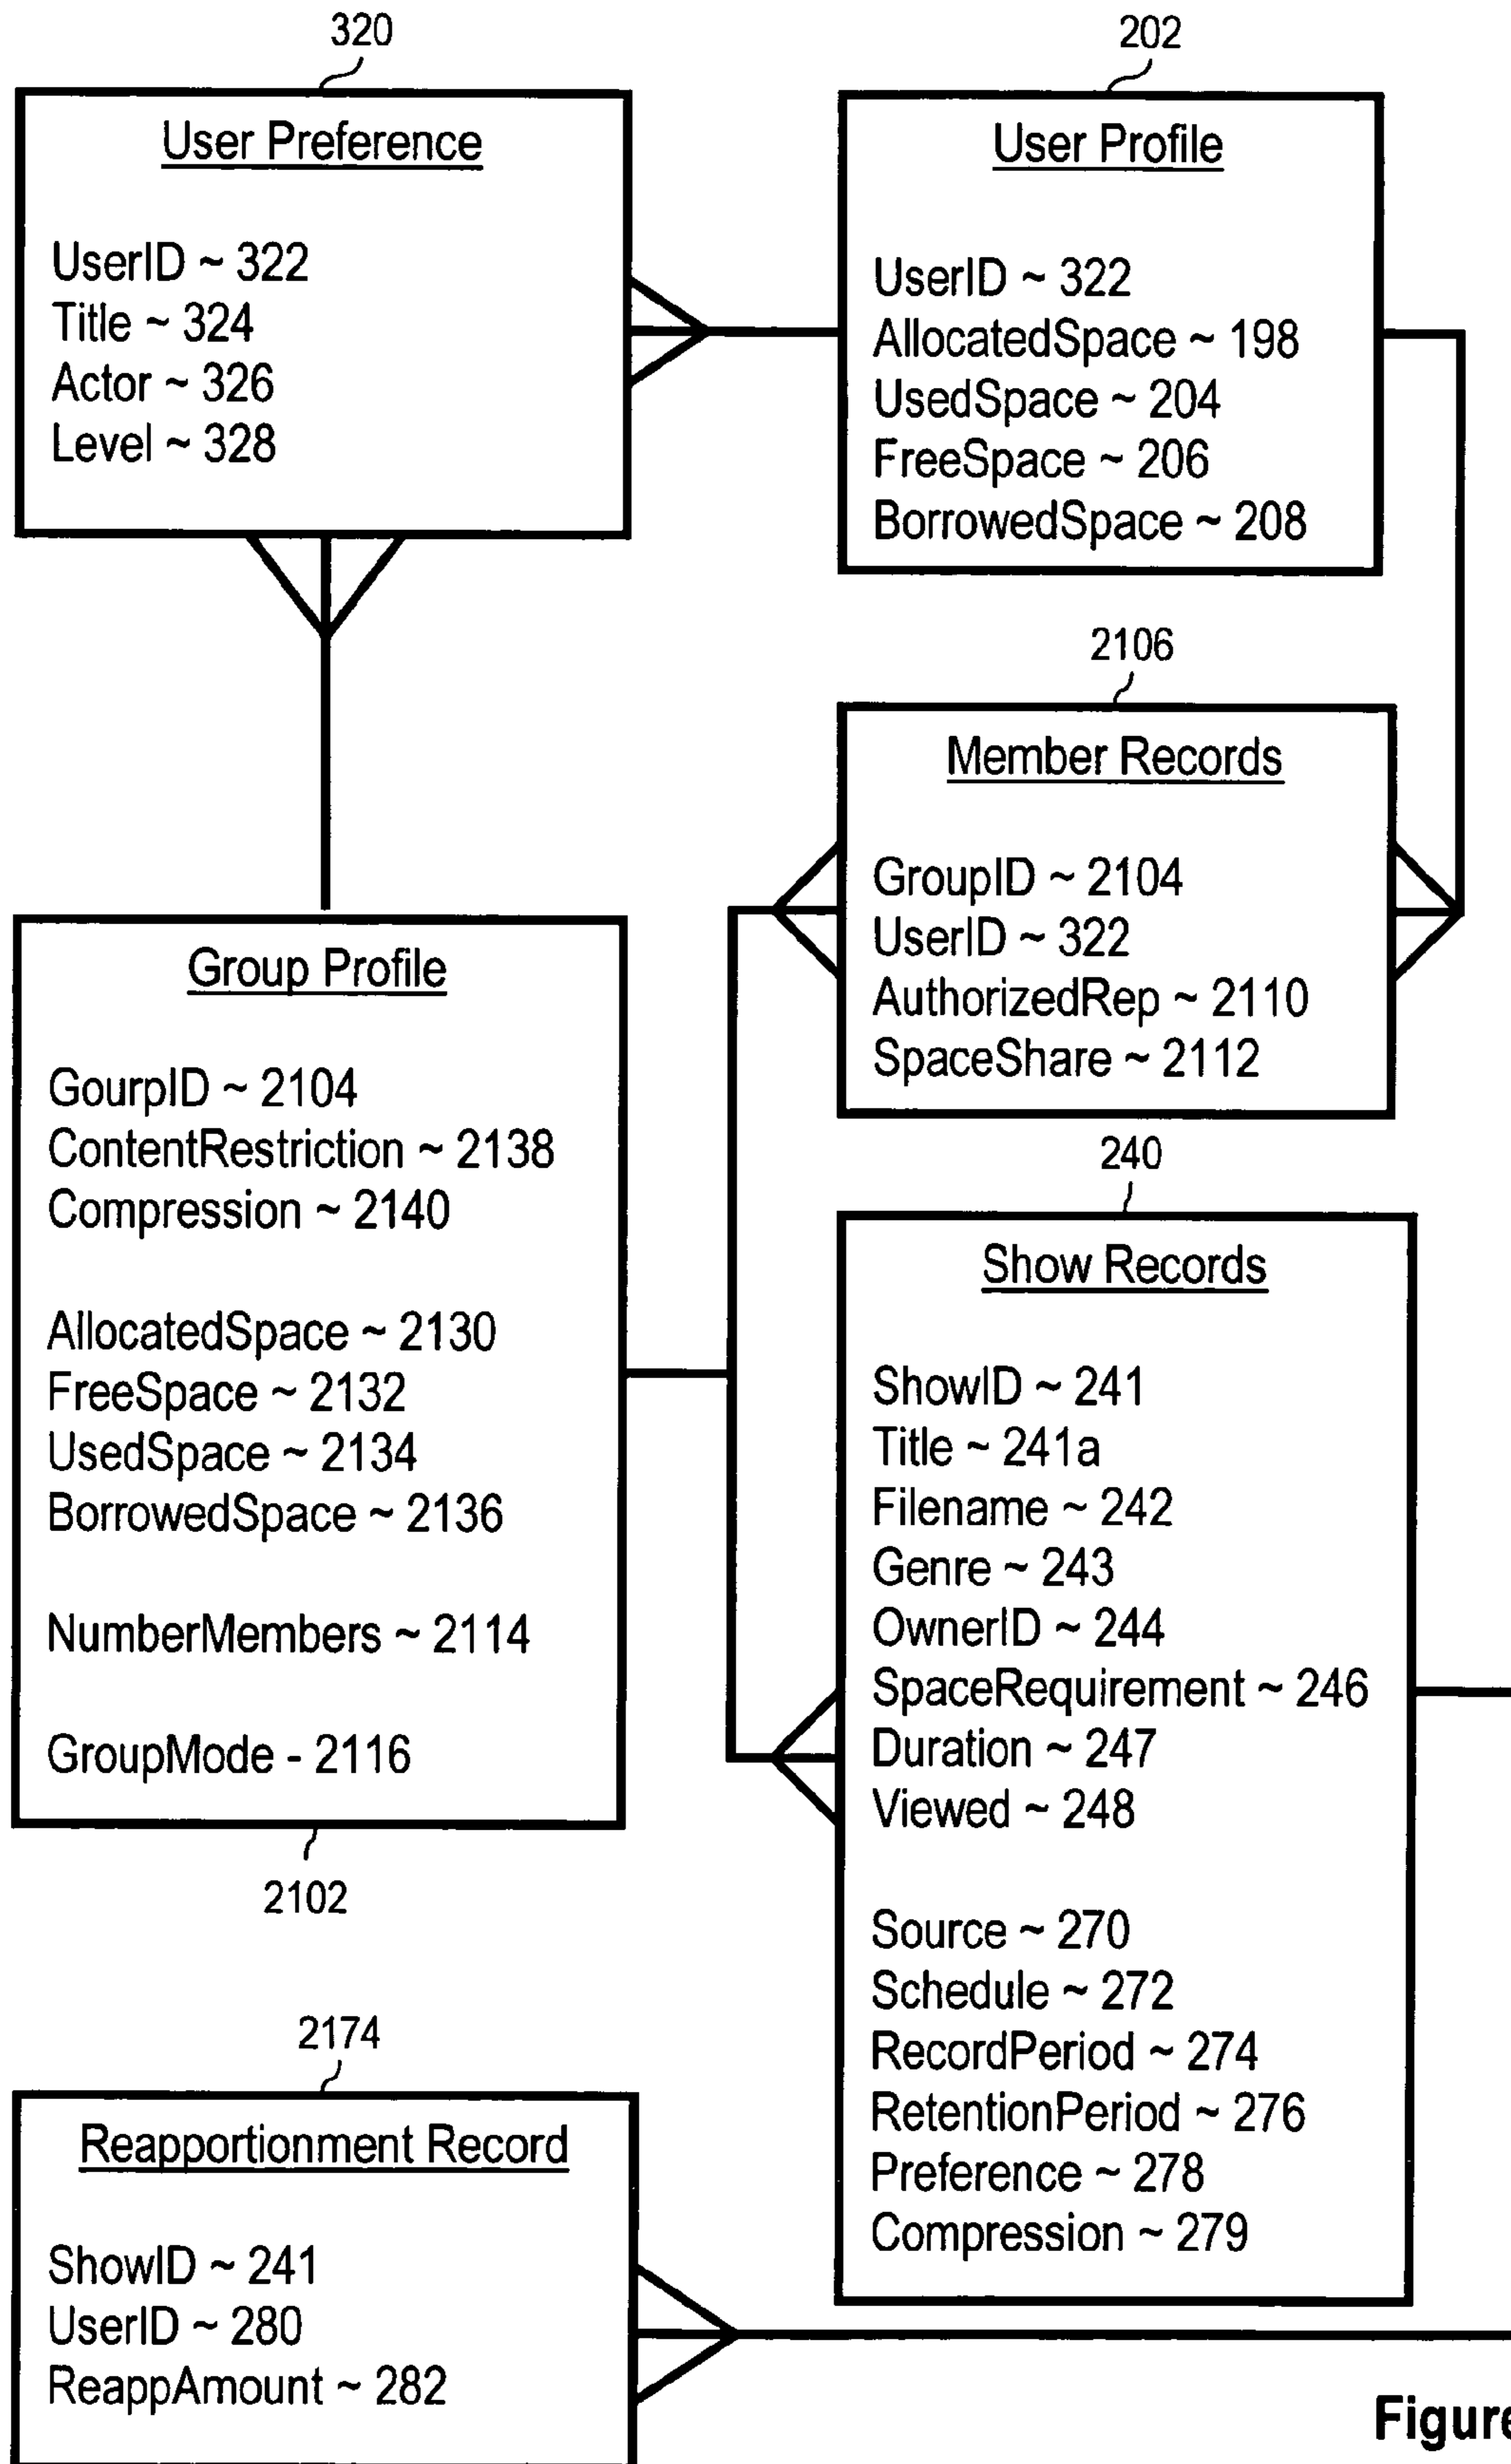 320
User Preference
UserID ~ 322
Title ~ 324
Actor ~ 326
Level ~ 328
202
User Profile
UserID ~ 322
AllocatedSpace ~ 198
UsedSpace ~ 204
FreeSpace ~ 206
BorrowedSpace ~ 208
2106
Member Records
GroupID ~ 2104
UserID ~ 322
AuthorizedRep ~ 2110
SpaceShare ~ 2112
Group Profile
GourpID ~ 2104
ContentRestriction ~ 2138
Compression ~ 2140
AllocatedSpace ~ 2130
FreeSpace ~ 2132
UsedSpace ~ 2134
BorrowedSpace ~ 2136
NumberMembers ~ 2114
GroupMode - 2116
2102
240
Show Records
ShowID ~ 241
Title ~ 241a
Filename ~ 242
Genre ~ 243
OwnerID ~ 244
SpaceRequirement ~ 246
Duration ~ 247
Viewed ~ 248
Source ~ 270
Schedule ~ 272
RecordPeriod ~ 274
RetentionPeriod ~ 276
Preference ~ 278
Compression ~ 279
2174
Reapportionment Record
ShowID ~ 241
UserID ~ 280
ReappAmount ~ 282
Figure